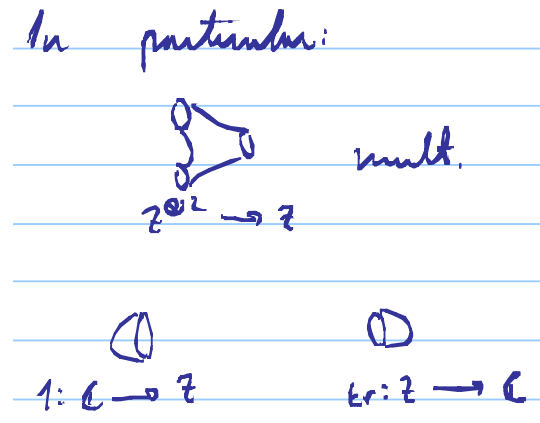 In particular:
mult.
Z^{⊗2} → Z
1: ℂ → Z tr: Z → ℂ